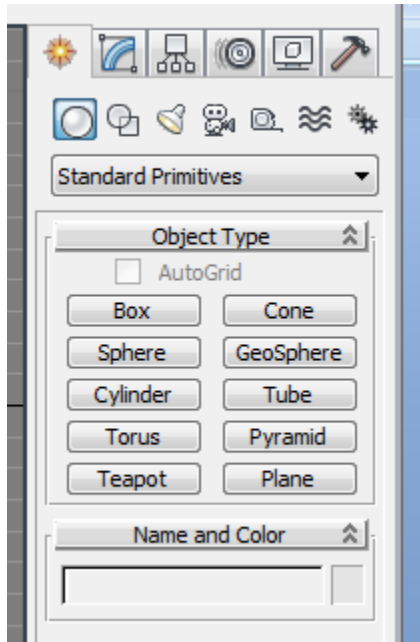 Standard Primitives
Object Type
AutoGrid
Box Cone
Sphere GeoSphere
Cylinder Tube
Torus Pyramid
Teapot Plane
Name and Color